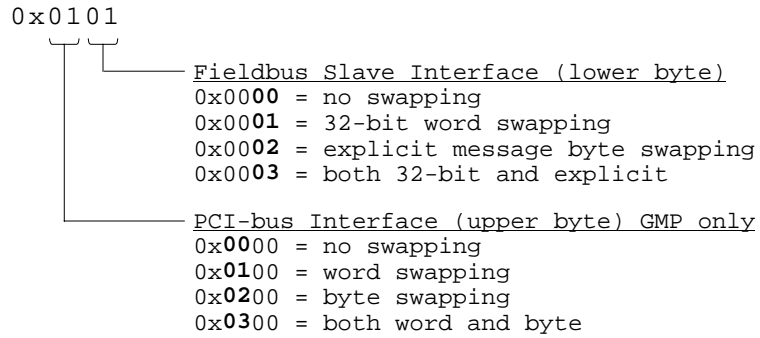 0x0101
Fieldbus Slave Interface (lower byte)
0x0000 = no swapping
0x0001 = 32-bit word swapping
0x0002 = explicit message byte swapping
0x0003 = both 32-bit and explicit
PCI-bus Interface (upper byte) GMP only
0x0000 = no swapping
0x0100 = word swapping
0x0200 = byte swapping
0x0300 = both word and byte